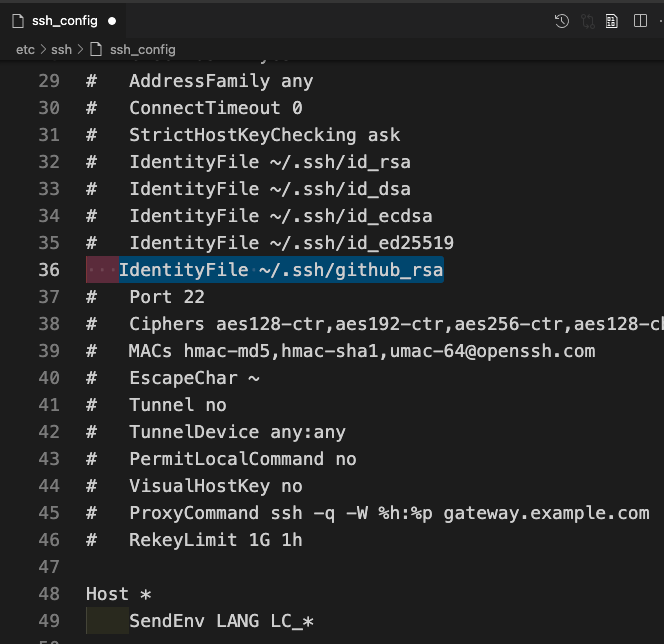 ssh_config ●
etc > ssh > ssh_config
29 #   AddressFamily any
30 #   ConnectTimeout 0
31 #   StrictHostKeyChecking ask
32 #   IdentityFile ~/.ssh/id_rsa
33 #   IdentityFile ~/.ssh/id_dsa
34 #   IdentityFile ~/.ssh/id_ecdsa
35 #   IdentityFile ~/.ssh/id_ed25519
36 ···IdentityFile·~/.ssh/github_rsa
37 #   Port 22
38 #   Ciphers aes128-ctr,aes192-ctr,aes256-ctr,aes128-cb
39 #   MACs hmac-md5,hmac-sha1,umac-64@openssh.com
40 #   EscapeChar ~
41 #   Tunnel no
42 #   TunnelDevice any:any
43 #   PermitLocalCommand no
44 #   VisualHostKey no
45 #   ProxyCommand ssh -q -W %h:%p gateway.example.com
46 #   RekeyLimit 1G 1h
47
48 Host *
49     SendEnv LANG LC_*